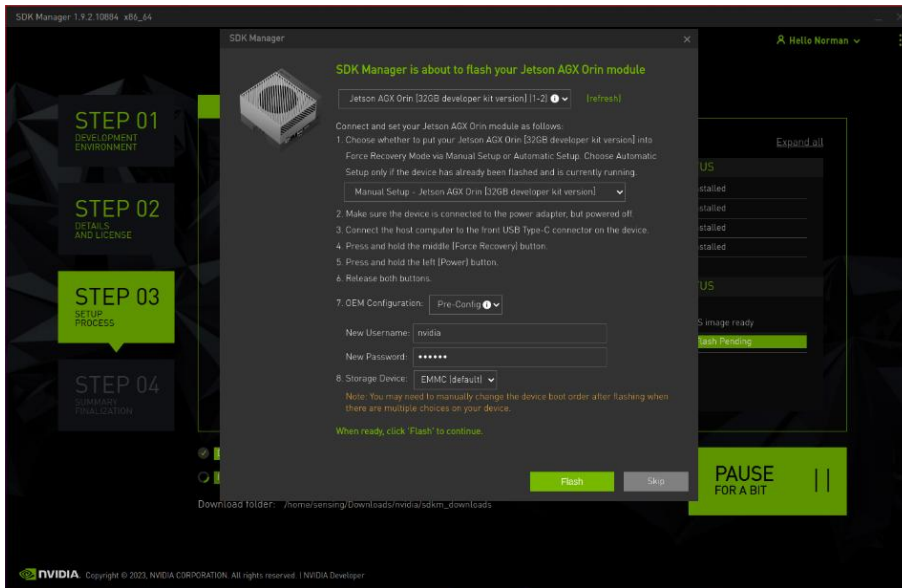 SDK Manager 1.9.2.10884 x86_64
Hello Norman
SDK Manager
SDK Manager is about to flash your Jetson AGX Orin module
Jetson AGX Orin [32GB developer kit version] (1-2)
[refresh]
Connect and set your Jetson AGX Orin module as follows:
1. Choose whether to put your Jetson AGX Orin [32GB developer kit version] into
Force Recovery Mode via Manual Setup or Automatic Setup. Choose Automatic
Setup only if the device has already been flashed and is currently running.
Manual Setup - Jetson AGX Orin [32GB developer kit version]
2. Make sure the device is connected to the power adapter, but powered off.
3. Connect the host computer to the front USB Type-C connector on the device.
4. Press and hold the middle (Force Recovery) button.
5. Press and hold the left (Power) button.
6. Release both buttons.
7. OEM Configuration: Pre-Config
New Username: nvidia
New Password: ••••••
8. Storage Device: EMMC (default)
Note: You may need to manually change the device boot order after flashing when
there are multiple choices on your device.
When ready, click 'Flash' to continue.
Flash
Skip
STEP 01
DEVELOPMENT
ENVIRONMENT
STEP 02
DETAILS
AND LICENSE
STEP 03
SETUP
PROCESS
STEP 04
SUMMARY
FINALIZATION
Expand all
US
stalled
stalled
stalled
stalled
US
S image ready
lash Pending
Download folder: /home/sensing/Downloads/nvidia/sdkm_downloads
PAUSE
FOR A BIT
NVIDIA. Copyright © 2023, NVIDIA CORPORATION. All rights reserved. | NVIDIA Developer